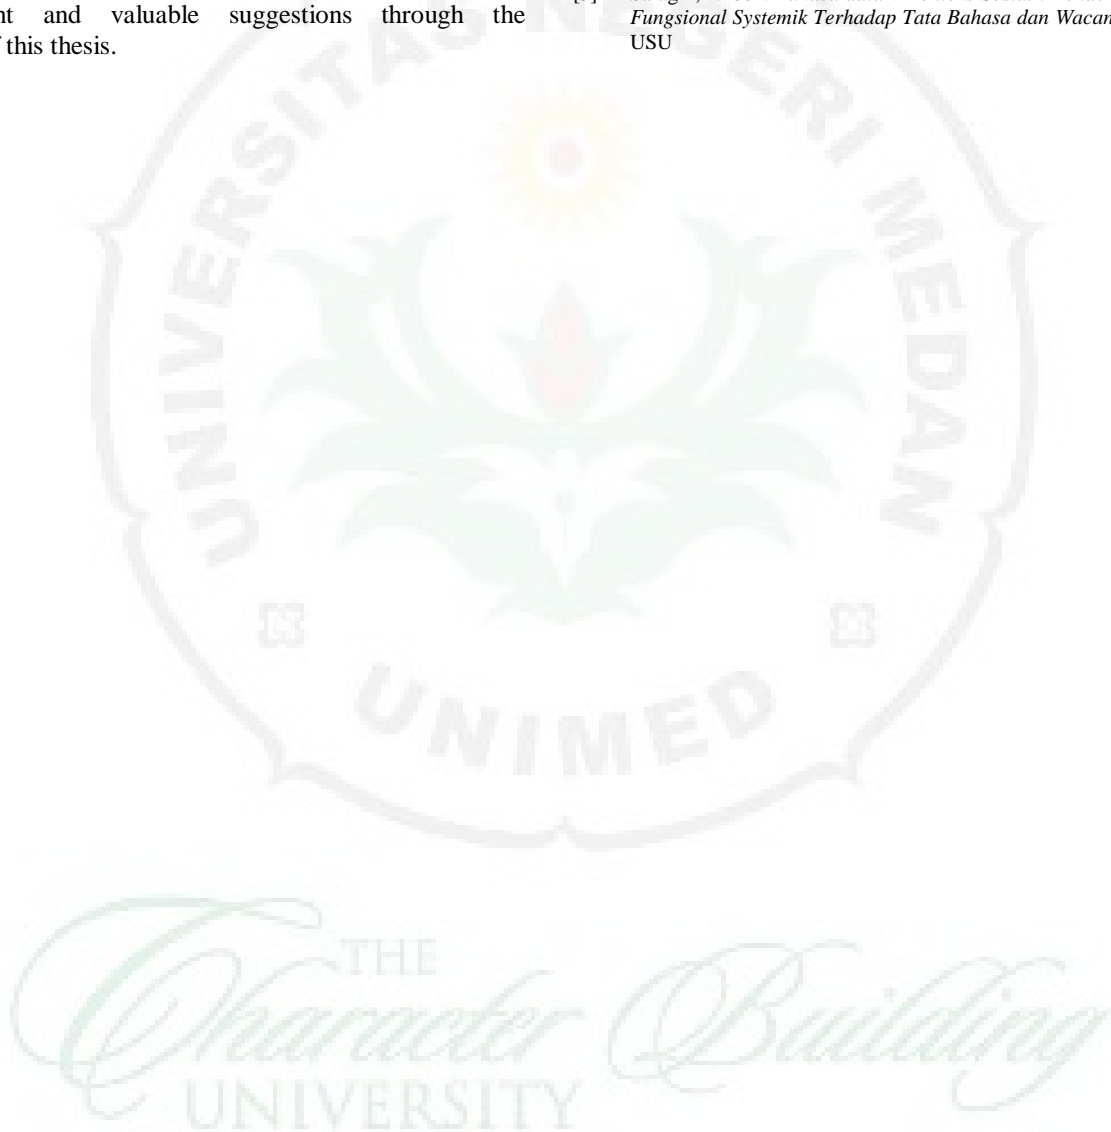 nt and valuable suggestions through the
f this thesis.
Fungsional Systemik Terhadap Tata Bahasa dan Wacan
USU
UNIVERSITAS NEGERI MEDAN
UNIMED
THE
Character Building
UNIVERSITY